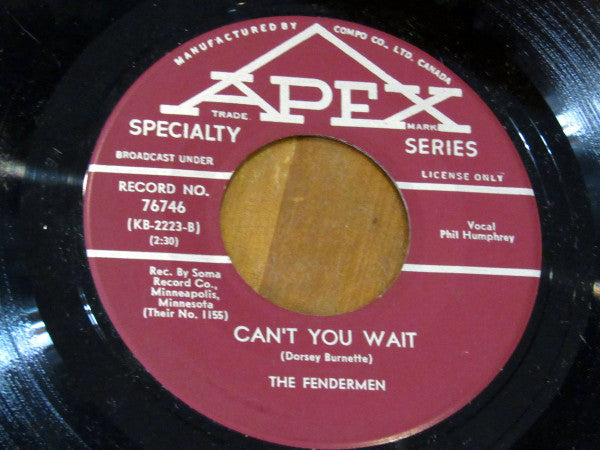 MANUFACTURED BY COMPO CO., LTD. CANADA
APEX
TRADE MARK
SPECIALTY SERIES
BROADCAST UNDER LICENSE ONLY
RECORD NO.
76746
(KB-2223-B)
(2:30)
Vocal
Phil Humphrey
Rec. By Soma
Record Co.,
Minneapolis,
Minnesota
(Their No. 1155)
CAN'T YOU WAIT
(Dorsey Burnette)
THE FENDERMEN